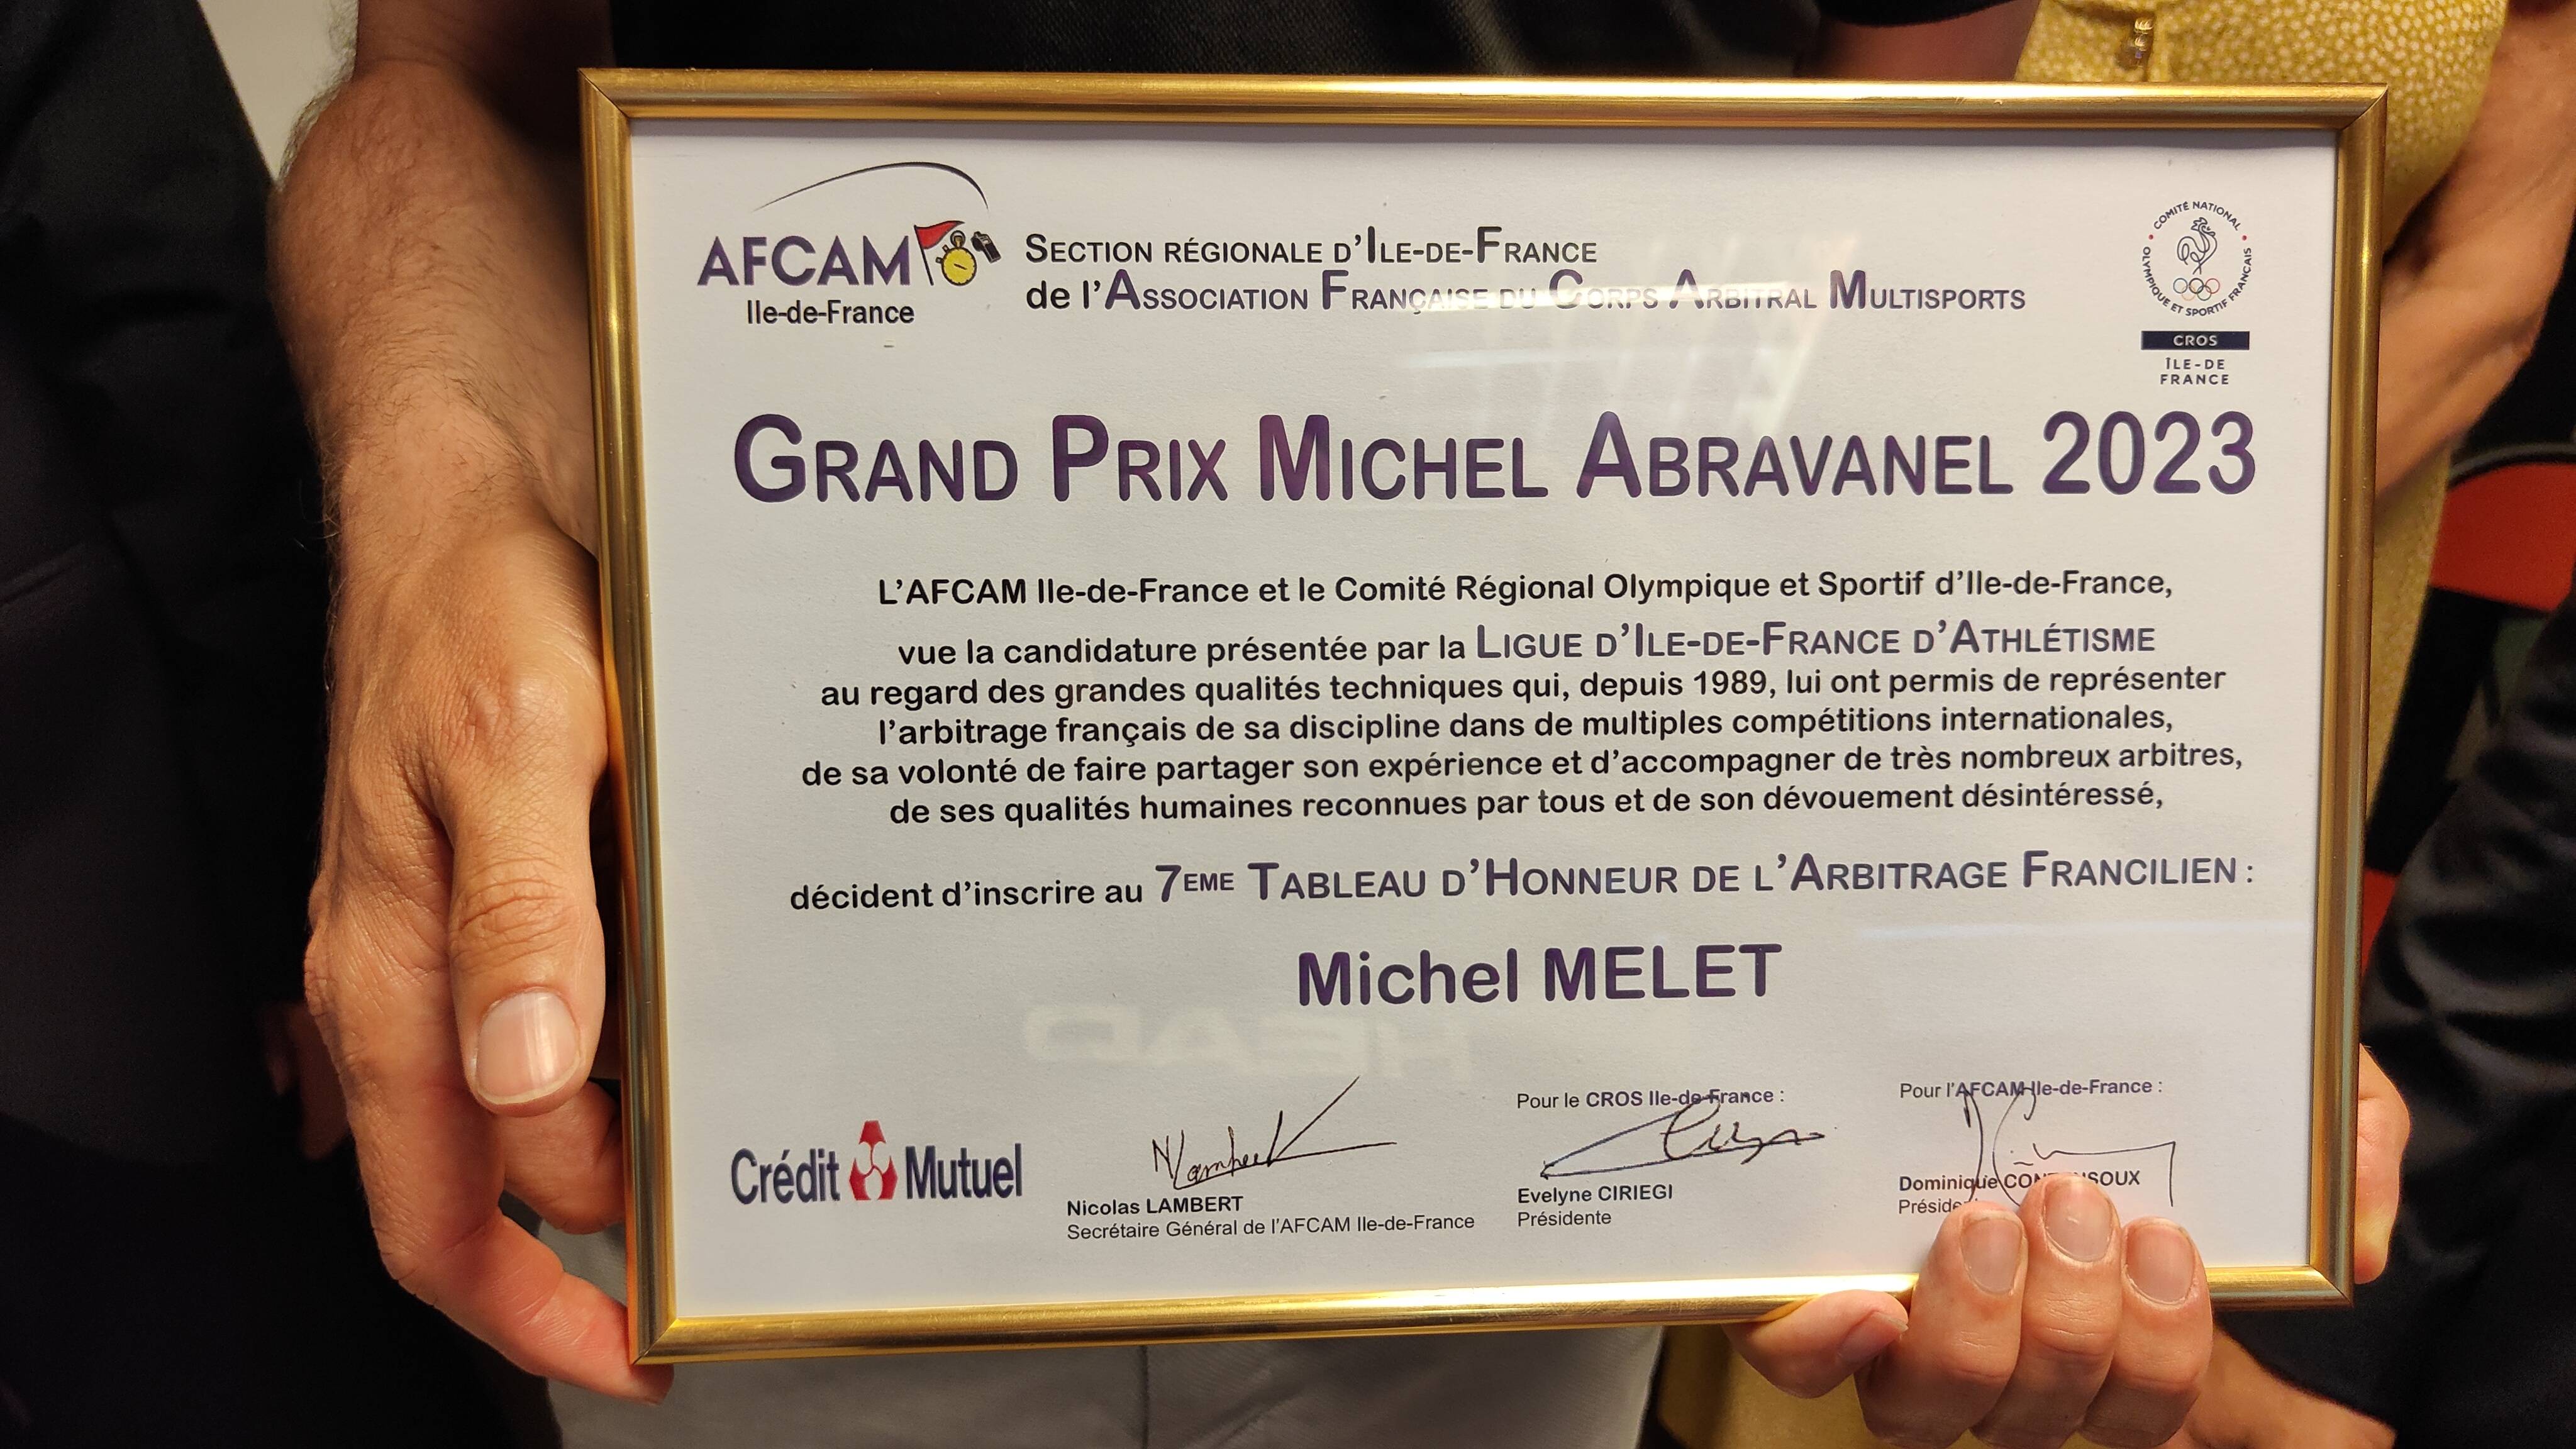 AFCAM
Ile-de-France
SECTION RÉGIONALE D'ILE-DE-FRANCE
de l'ASSOCIATION FRANÇAISE DU CORPS ARBITRAL MULTISPORTS
COMITÉ NATIONAL
OLYMPIQUE ET SPORTIF FRANÇAIS
CROS
ÎLE-DE
FRANCE
GRAND PRIX MICHEL ABRAVANEL 2023
L'AFCAM Ile-de-France et le Comité Régional Olympique et Sportif d'Ile-de-France,
vue la candidature présentée par la LIGUE D'ILE-DE-FRANCE D'ATHLÉTISME
au regard des grandes qualités techniques qui, depuis 1989, lui ont permis de représenter
l'arbitrage français de sa discipline dans de multiples compétitions internationales,
de sa volonté de faire partager son expérience et d'accompagner de très nombreux arbitres,
de ses qualités humaines reconnues par tous et de son dévouement désintéressé,
décident d'inscrire au 7EME TABLEAU D'HONNEUR DE L'ARBITRAGE FRANCILIEN :
Michel MELET
HEAD
Crédit Mutuel
Nicolas LAMBERT
Secrétaire Général de l'AFCAM Ile-de-France
Pour le CROS Ile-de-France :
Evelyne CIRIEGI
Présidente
Pour l'AFCAM Ile-de-France :
Dominique